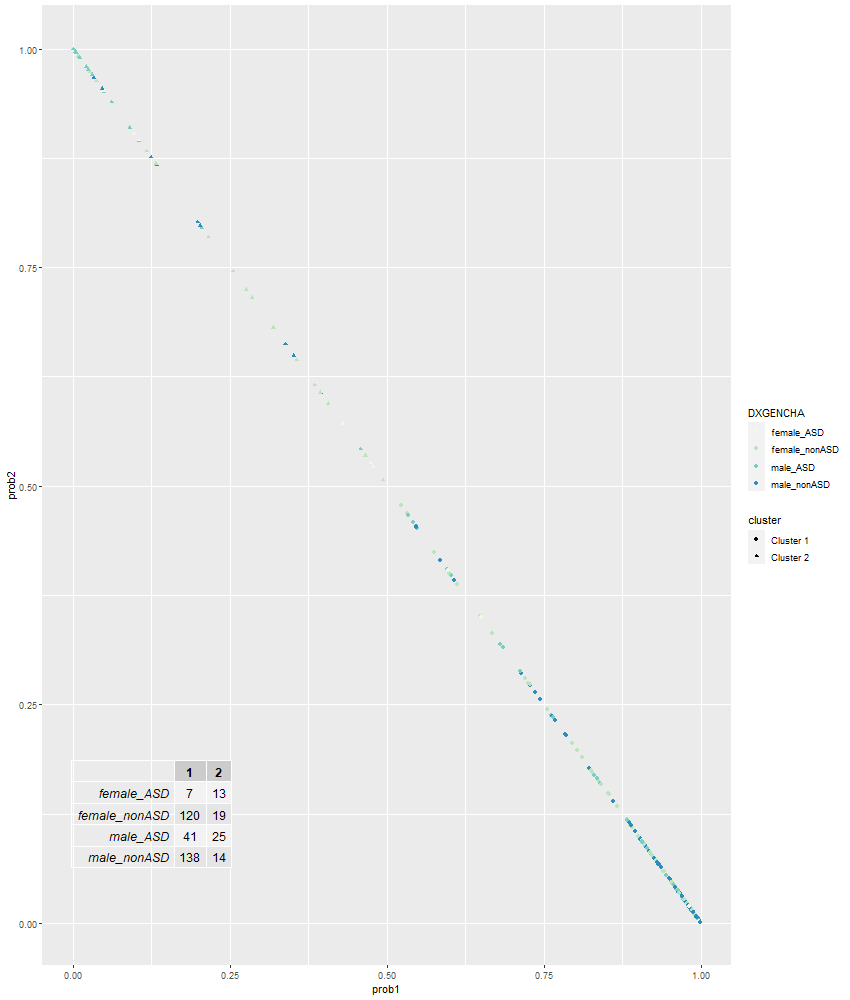 1.00
0.75
0.50
0.25
0.00
prob2
0.00 0.25 0.50 0.75 1.00
prob1
1 2
female_ASD 7 13
female_nonASD 120 19
male_ASD 41 25
male_nonASD 138 14
DXGENCHA
female_ASD
female_nonASD
male_ASD
male_nonASD
cluster
Cluster 1
Cluster 2